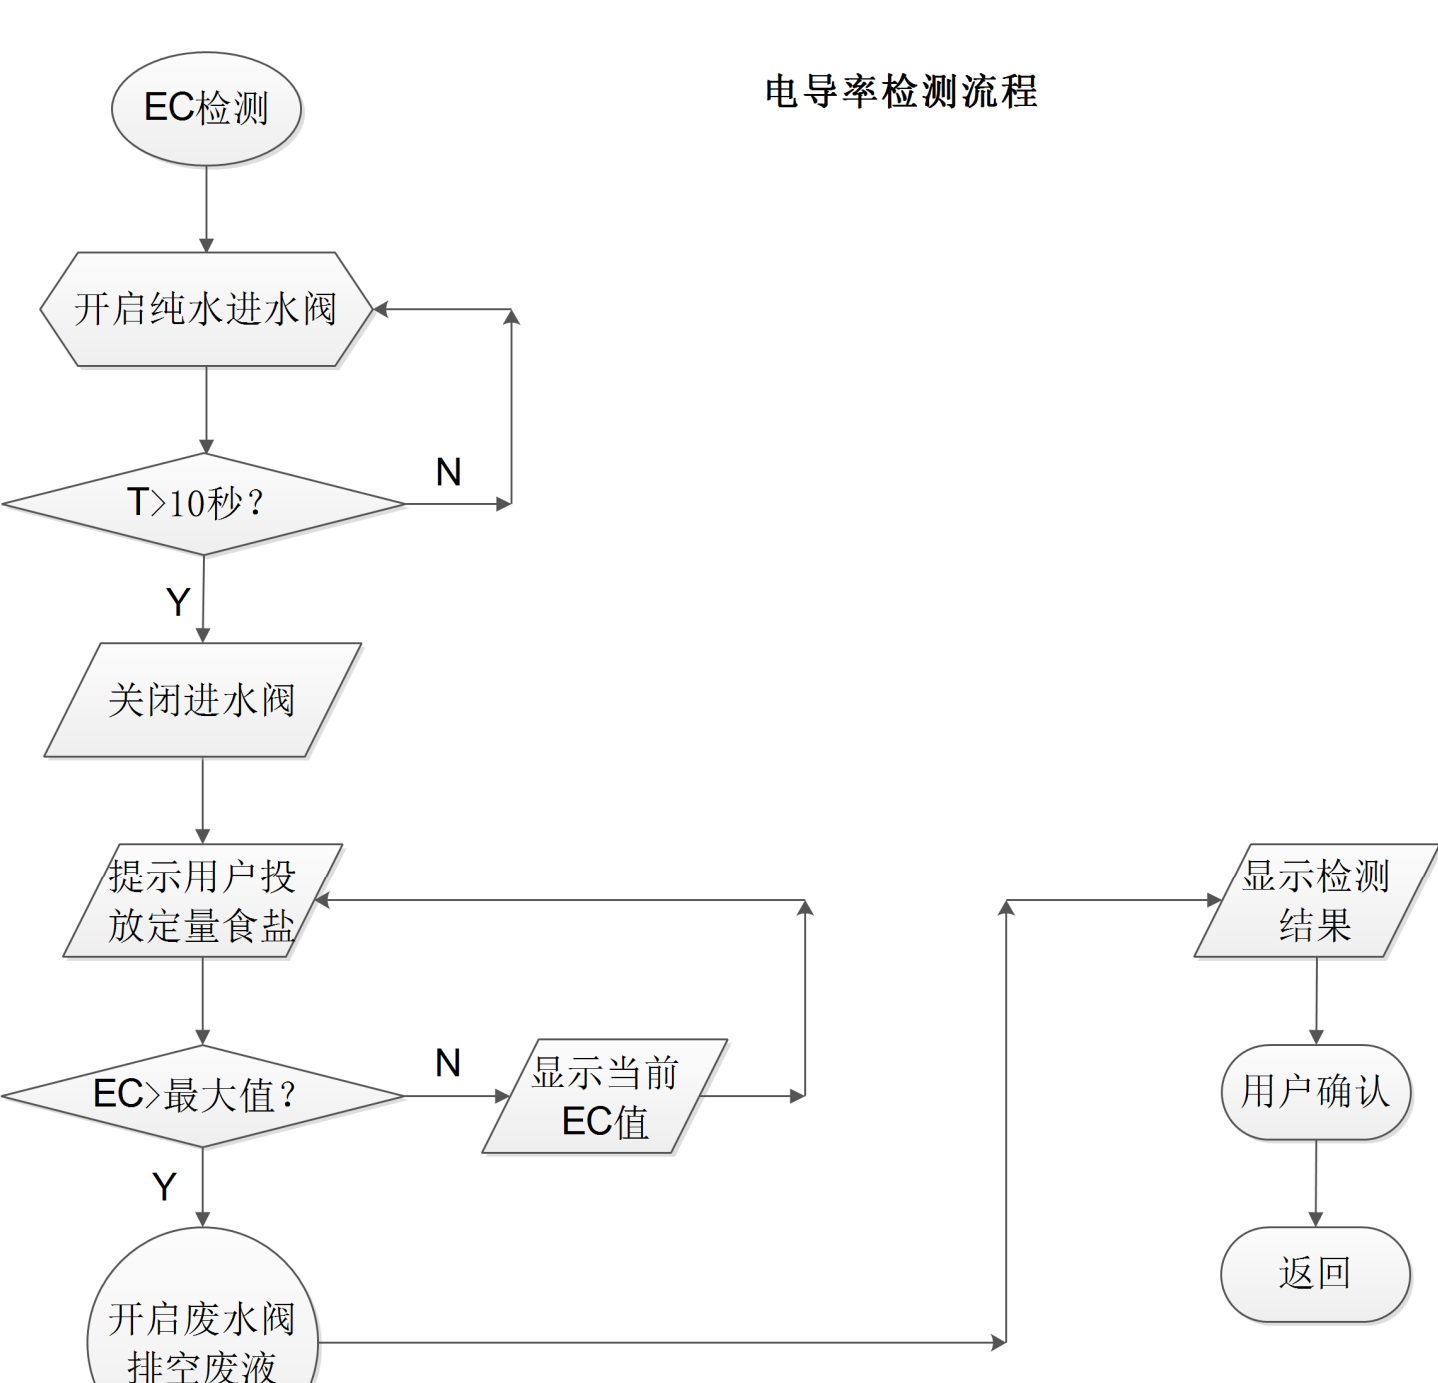 电导率检测流程
EC检测
开启纯水进水阀
T>10秒?
N
Y
关闭进水阀
提示用户投
放定量食盐
EC>最大值?
N
显示当前
EC值
Y
开启废水阀
排空废液
显示检测
结果
用户确认
返回